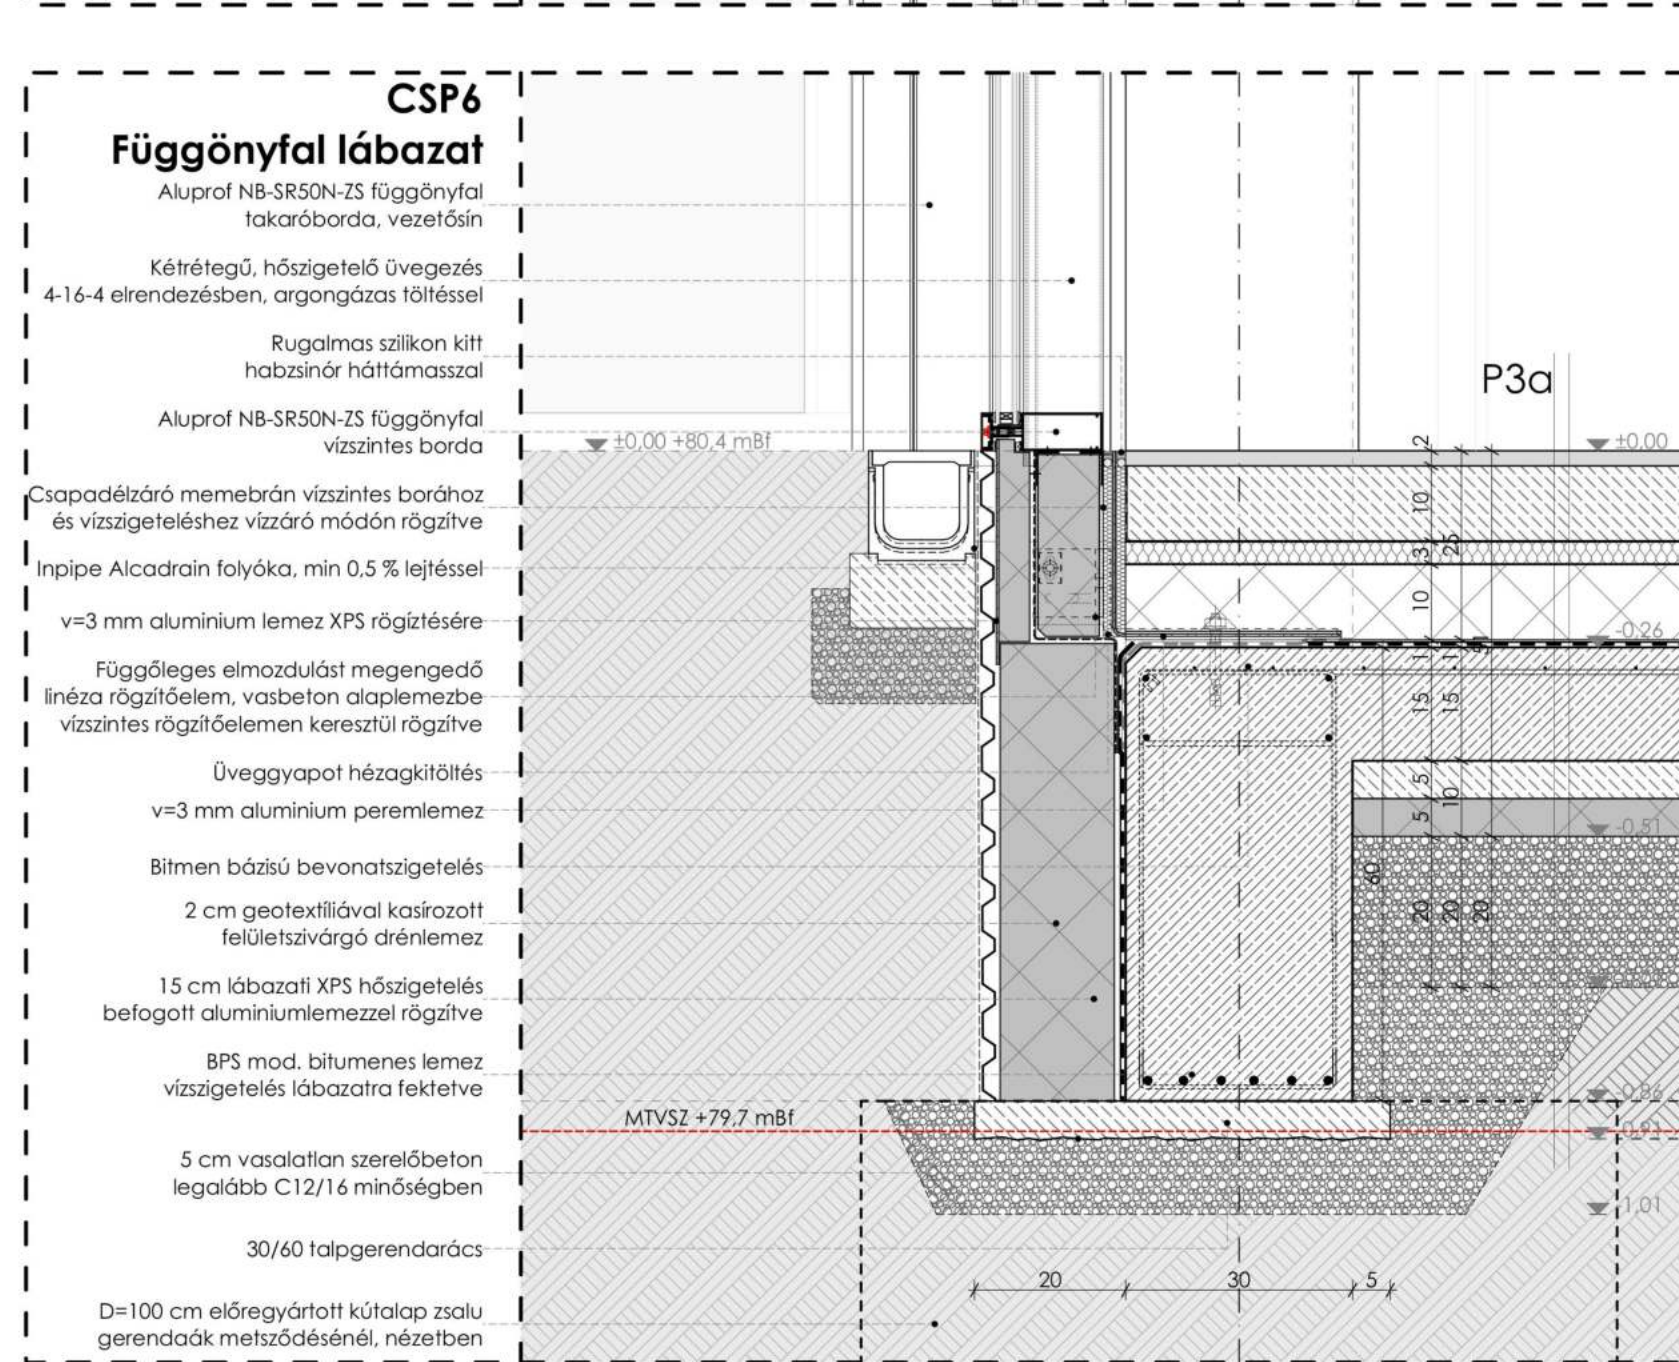 CSP6
Függönyfal lábazat
Aluprof NB-SR50N-ZS függönyfal
takaróborda, vezetősín
Kétrétegű, hőszigetelő üvegezés
4-16-4 elrendezésben, argongázas töltéssel
Rugalmas szilikon kitt
habzsinór háttámasszal
Aluprof NB-SR50N-ZS függönyfal
vízszintes borda
Csapadélzáró memebrán vízszintes borához
és vízszigeteléshez vízzáró módón rögzítve
Inpipe Alcadrain folyóka, min 0,5 % lejtéssel
v=3 mm aluminium lemez XPS rögíztésére
Függőleges elmozdulást megengedő
linéza rögzítőelem, vasbeton alaplemezbe
vízszintes rögzítőelemen keresztül rögzítve
Üveggyapot hézagkitöltés
v=3 mm aluminium peremlemez
Bitmen bázisú bevonatszigetelés
2 cm geotextíliával kasírozott
felületszivárgó drénlemez
15 cm lábazati XPS hőszigetelés
befogott aluminiumlemezzel rögzítve
BPS mod. bitumenes lemez
vízszigetelés lábazatra fektetve
5 cm vasalatlan szerelőbeton
legalább C12/16 minőségben
30/60 talpgerendarács
D=100 cm előregyártott kútalap zsalu
gerendaák metsződésénél, nézetben
±0,00 +80,4 mBf
MTVSZ +79,7 mBf
P3a
±0,00
-0,26
-0,51
-0,86
-0,91
-1,01
2
10
3
25
10
1
1
15
15
5
10
5
60
20
20
20
20
30
5